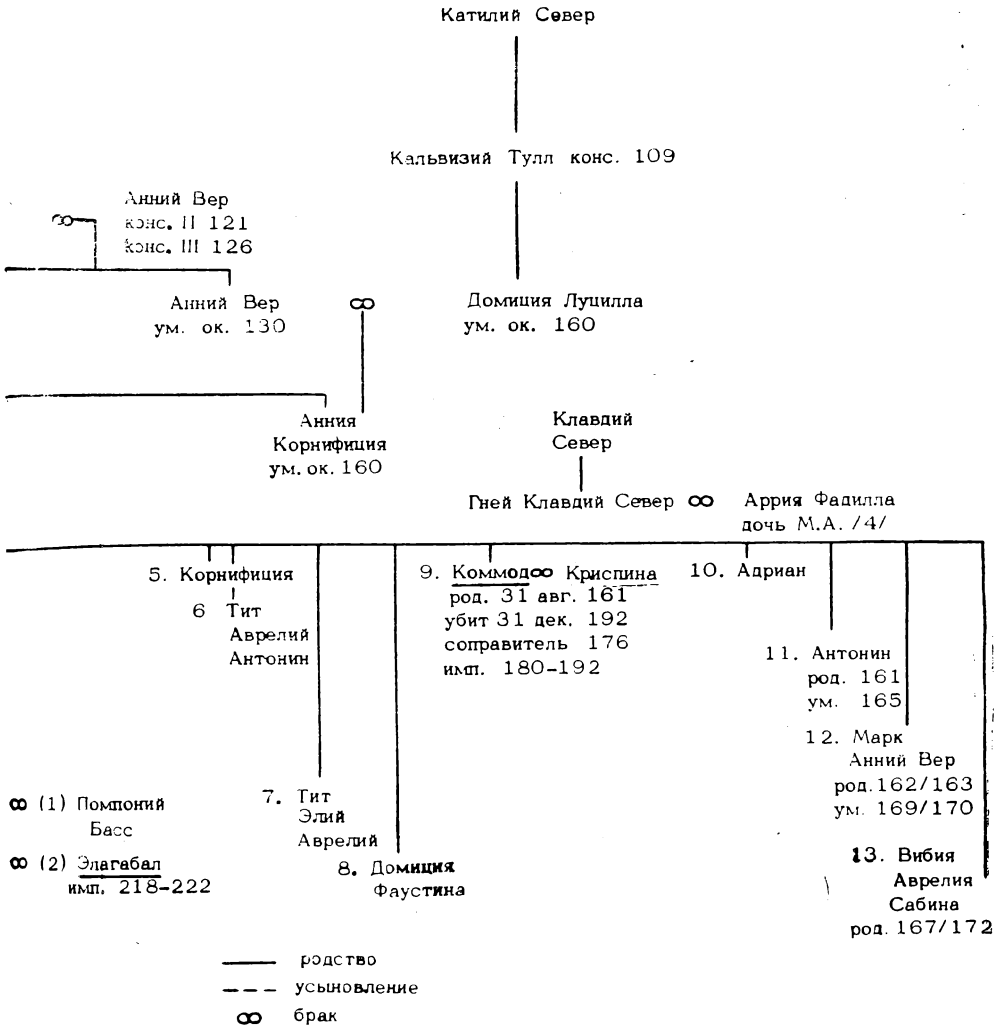 Катилий Север
Кальвизий Тулл конс. 109
Анний Вер
конс. II 121
конс. III 126
Анний Вер ∞ Домиция Луцилла
ум. ок. 130 ум. ок. 160
Анния
Корнифиция
ум. ок. 160
Клавдий
Север
Гней Клавдий Север ∞ Аррия Фадилла
дочь М.А. /4/
5. Корнифиция
6 Тит
Аврелий
Антонин
9. Коммод ∞ Криспина
род. 31 авг. 161
убит 31 дек. 192
соправитель 176
имп. 180-192
10. Адриан
11. Антонин
род. 161
ум. 165
12. Марк
Анний Вер
род. 162/163
ум. 169/170
∞ (1) Помпоний
Басс
∞ (2) Элагабал
имп. 218-222
7. Тит
Элий
Аврелий
8. Домиция
Фаустина
13. Вибия
Аврелия
Сабина
род. 167/172
родство
усыновление
∞ брак